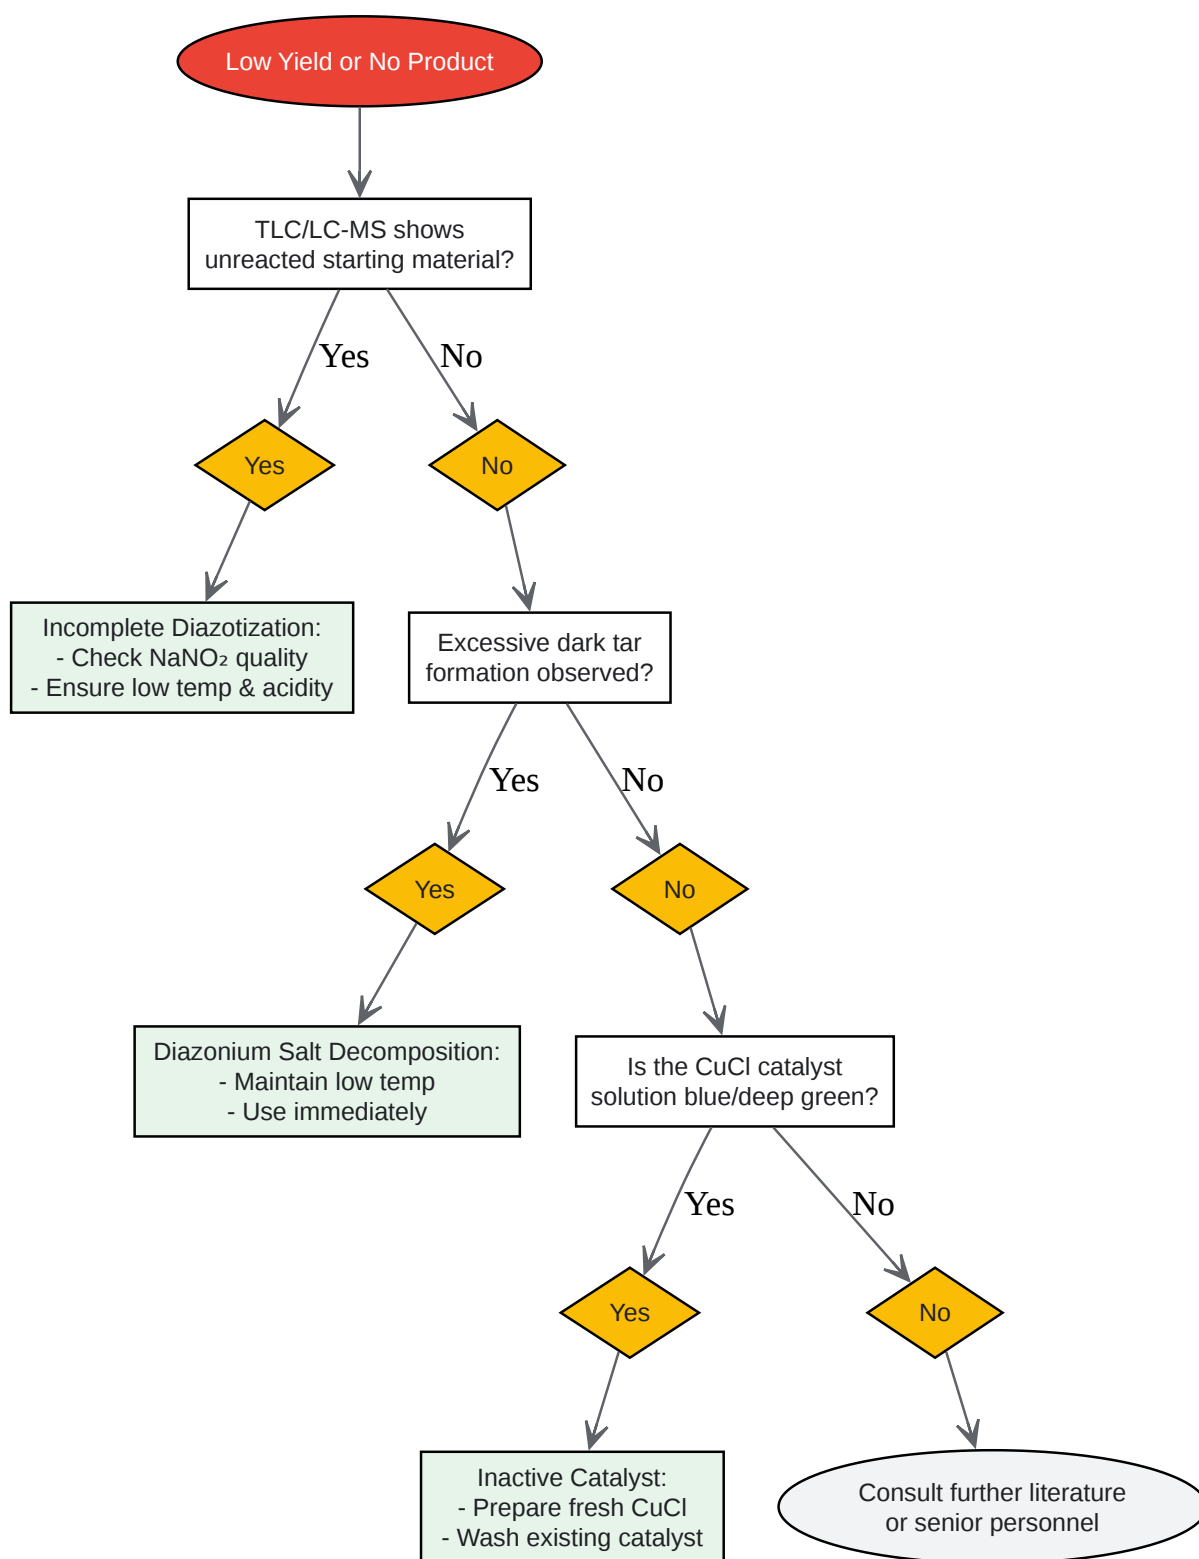 Low Yield or No Product
TLC/LC-MS shows
unreacted starting material?
Yes
No
Yes
No
Incomplete Diazotization:
- Check NaNO₂ quality
- Ensure low temp & acidity
Excessive dark tar
formation observed?
Yes
No
Yes
No
Diazonium Salt Decomposition:
- Maintain low temp
- Use immediately
Is the CuCl catalyst
solution blue/deep green?
Yes
No
Yes
No
Inactive Catalyst:
- Prepare fresh CuCl
- Wash existing catalyst
Consult further literature
or senior personnel